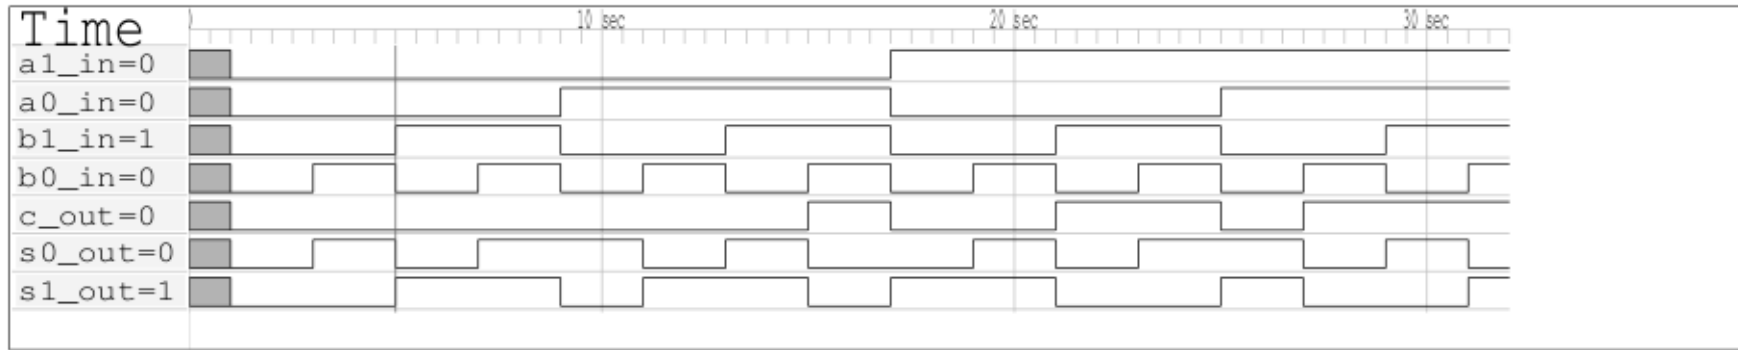 Time
0 10 sec 20 sec 30 sec
a1_in=0
a0_in=0
b1_in=1
b0_in=0
c_out=0
s0_out=0
s1_out=1